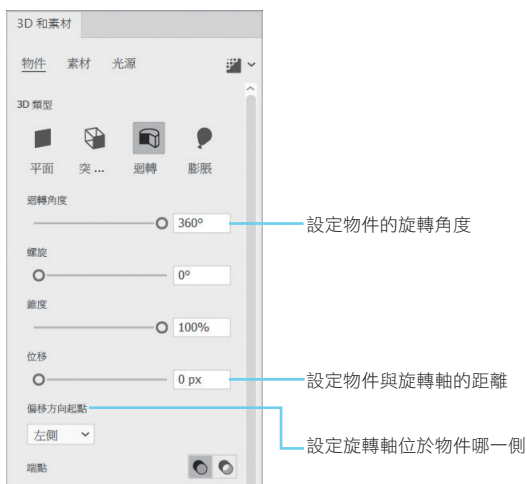 3D 和素材
物件 素材 光源
3D 類型
平面 突 ... 迴轉 膨脹
迴轉角度
360°
設定物件的旋轉角度
螺旋
0°
錐度
100%
位移
0 px
設定物件與旋轉軸的距離
偏移方向起點
左側
設定旋轉軸位於物件哪一側
端點